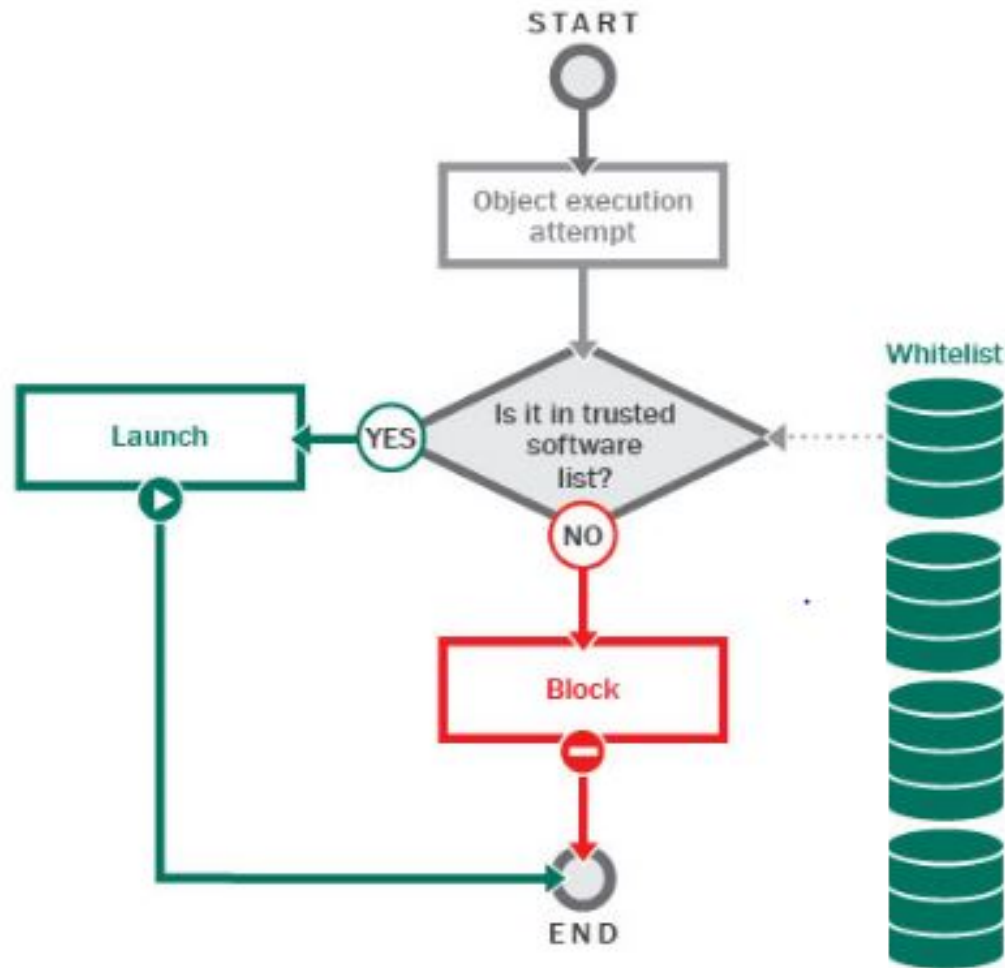 START
Object execution
attempt
Whitelist
Is it in trusted
software
list?
YES
Launch
NO
Block
END